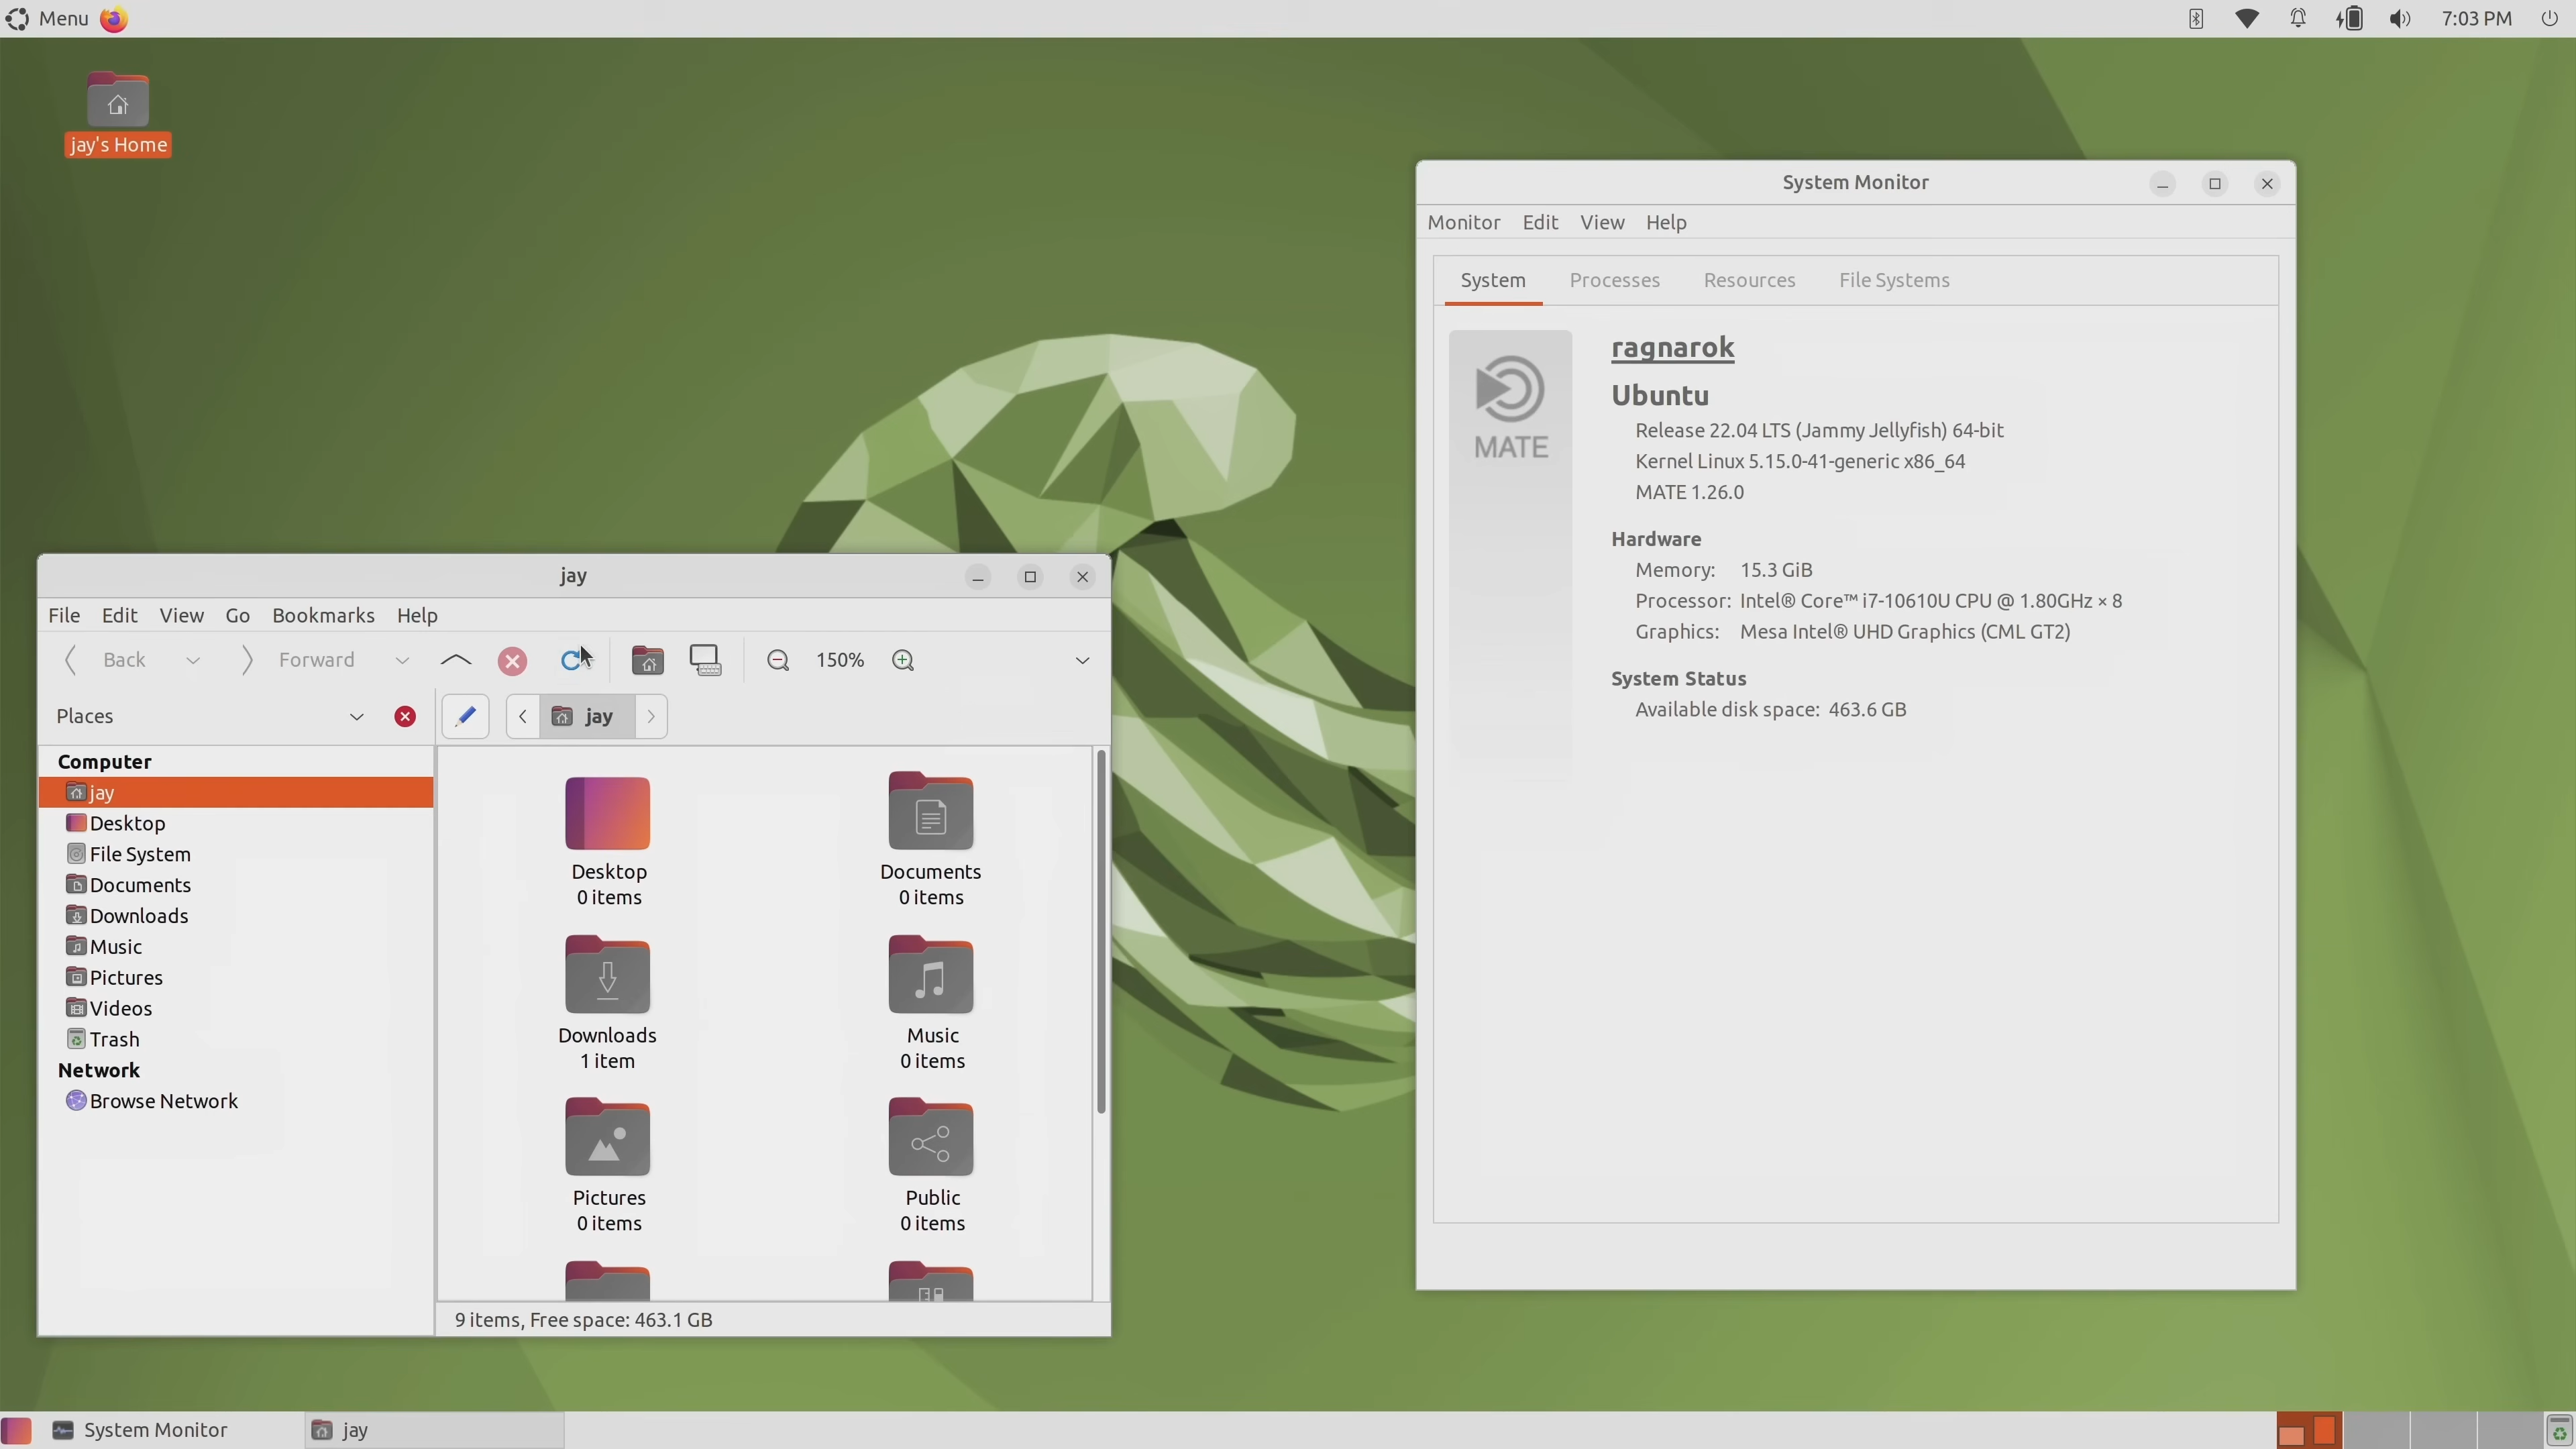 Menu
7:03 PM
jay's Home
System Monitor
Monitor Edit View Help
System Processes Resources File Systems
MATE
ragnarok
Ubuntu
Release 22.04 LTS (Jammy Jellyfish) 64-bit
Kernel Linux 5.15.0-41-generic x86_64
MATE 1.26.0
Hardware
Memory: 15.3 GiB
Processor: Intel® Core™ i7-10610U CPU @ 1.80GHz × 8
Graphics: Mesa Intel® UHD Graphics (CML GT2)
System Status
Available disk space: 463.6 GB
jay
File Edit View Go Bookmarks Help
Back Forward 150%
Places
jay
Computer
jay
Desktop
File System
Documents
Downloads
Music
Pictures
Videos
Trash
Network
Browse Network
Desktop
0 items
Documents
0 items
Downloads
1 item
Music
0 items
Pictures
0 items
Public
0 items
9 items, Free space: 463.1 GB
System Monitor
jay